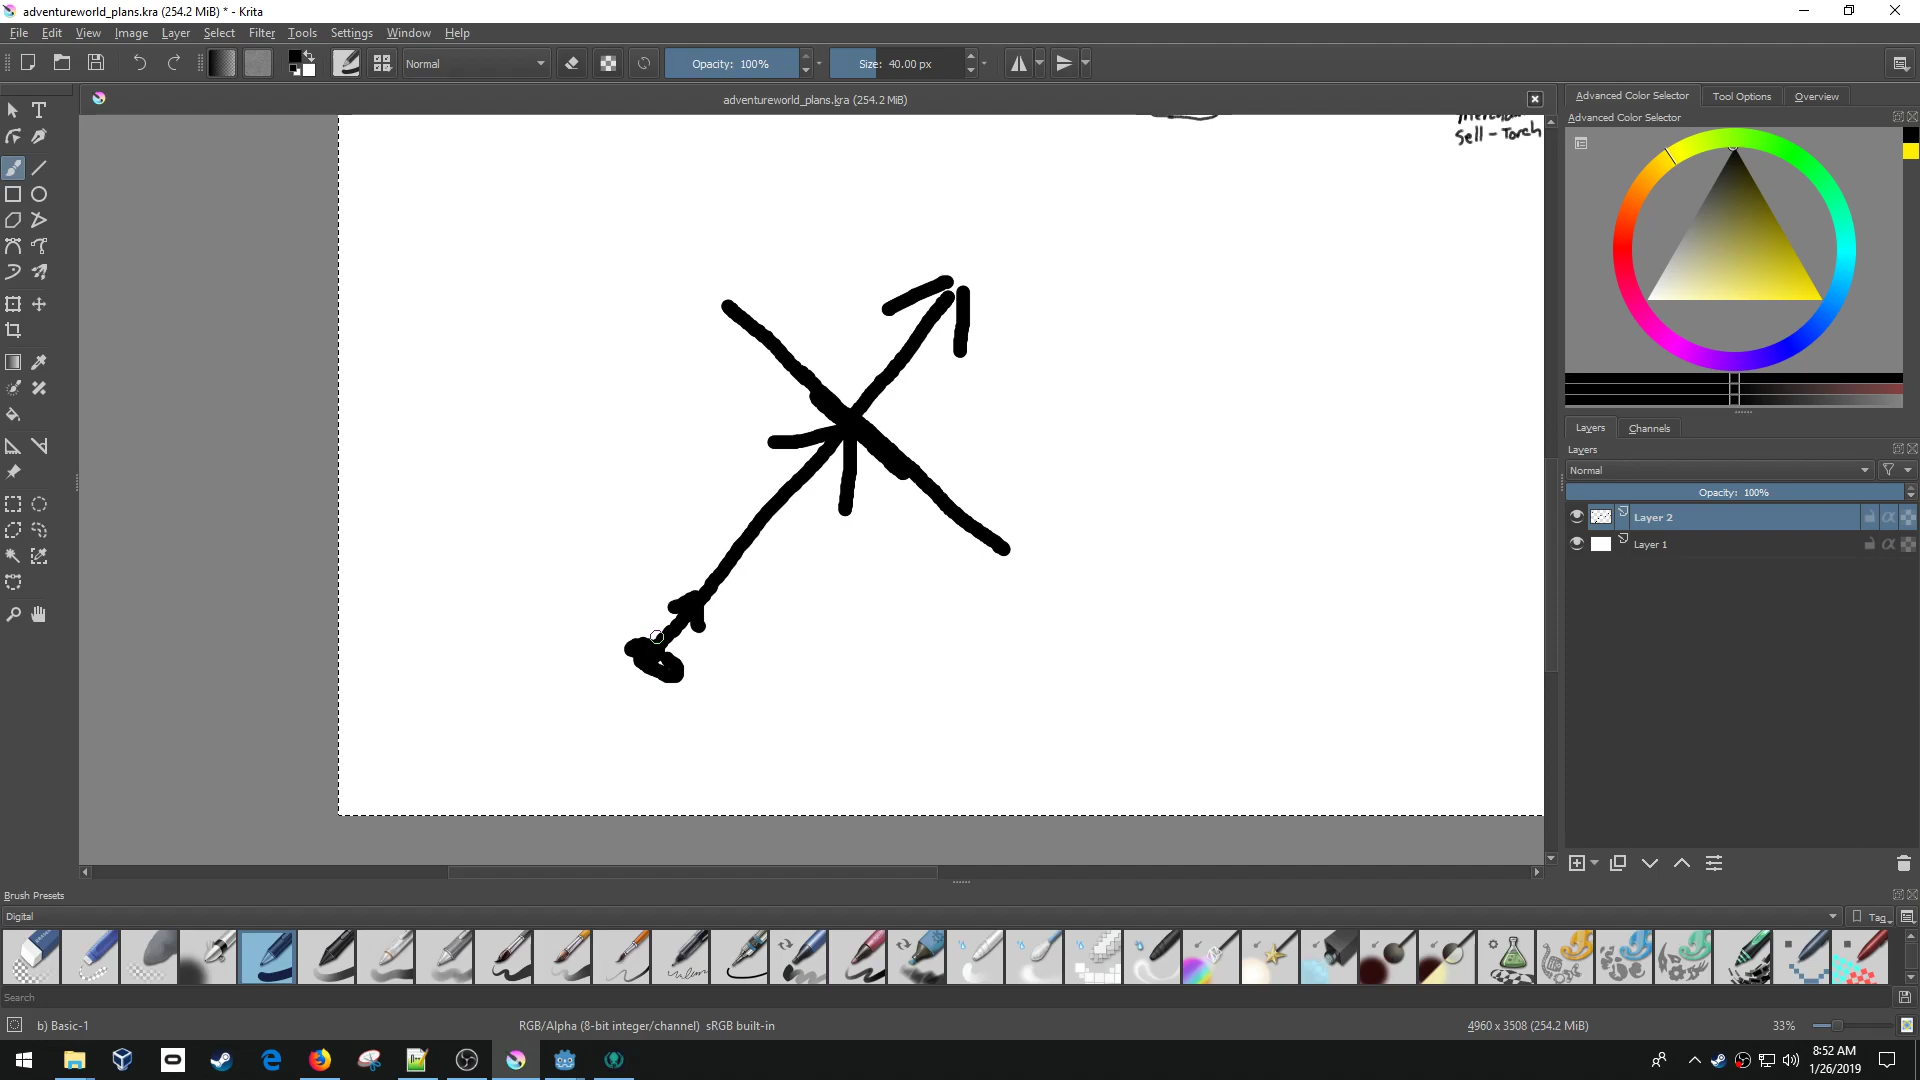 adventureworld_plans.kra (254.2 MiB) * - Krita
File Edit View Image Layer Select Filter Tools Settings Window Help
Normal Opacity: 100% Size: 40.00 px
adventureworld_plans.kra (254.2 MiB)
Advanced Color Selector Tool Options Overview
Advanced Color Selector
Sell - Torch
Layers Channels
Layers
Normal
Opacity: 100%
Layer 2
Layer 1
Brush Presets
Digital
Tag
Search
b) Basic-1 RGB/Alpha (8-bit integer/channel) sRGB built-in 4960 x 3508 (254.2 MiB) 33%
8:52 AM
1/26/2019